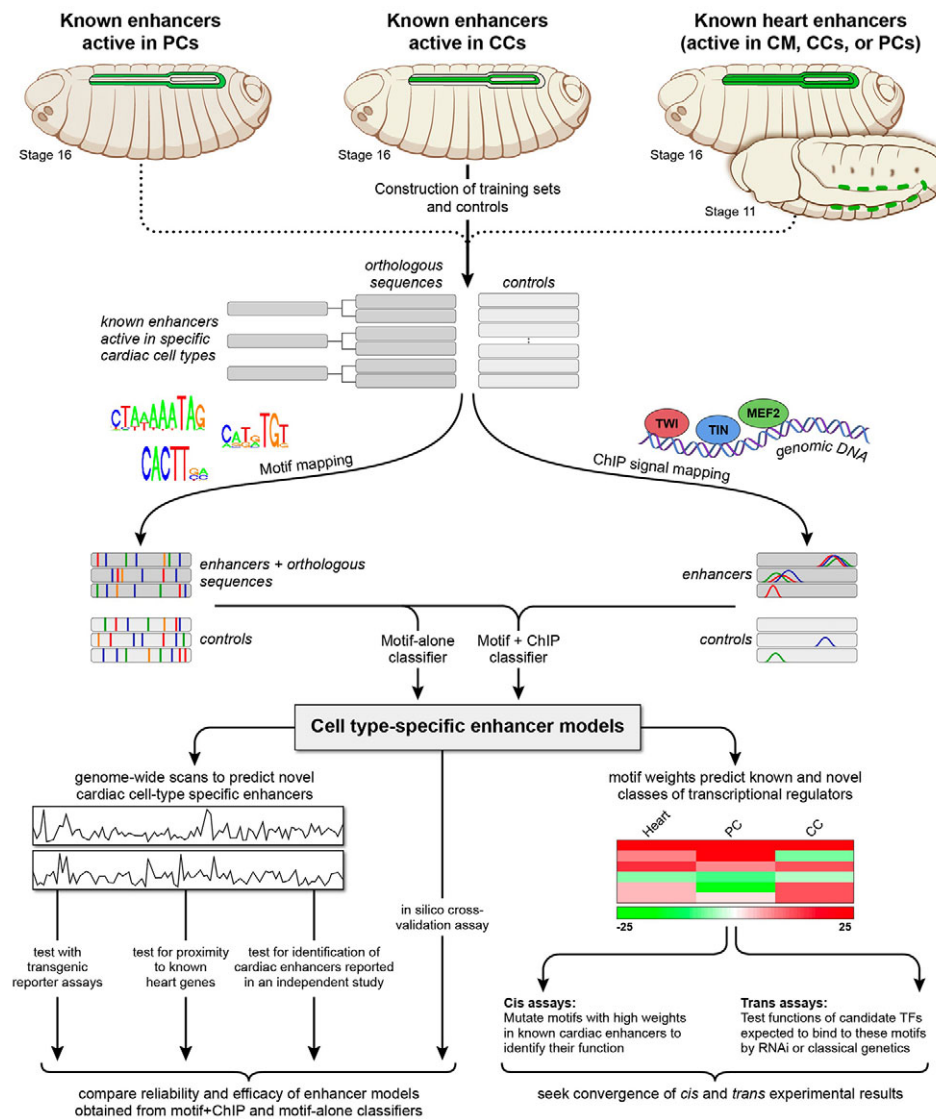 Known enhancers
active in PCs
Known enhancers
active in CCs
Known heart enhancers
(active in CM, CCs, or PCs)
Stage 16
Stage 16
Stage 16
Stage 11
Construction of training sets
and controls
orthologous
sequences
controls
known enhancers
active in specific
cardiac cell types
CTAAAAATAG
CATGTGT
CACTTGA
Motif mapping
TWI
TIN
MEF2
genomic DNA
ChIP signal mapping
enhancers + orthologous
sequences
enhancers
controls
Motif-alone
classifier
Motif + ChIP
classifier
controls
Cell type-specific enhancer models
genome-wide scans to predict novel
cardiac cell-type specific enhancers
motif weights predict known and novel
classes of transcriptional regulators
Heart
PC
CC
-25
25
in silico cross-
validation assay
test with
transgenic
reporter assays
test for proximity
to known
heart genes
test for identification of
cardiac enhancers reported
in an independent study
Cis assays:
Mutate motifs with high weights
in known cardiac enhancers to
identify their function
Trans assays:
Test functions of candidate TFs
expected to bind to these motifs
by RNAi or classical genetics
compare reliability and efficacy of enhancer models
obtained from motif+ChIP and motif-alone classifiers
seek convergence of cis and trans experimental results